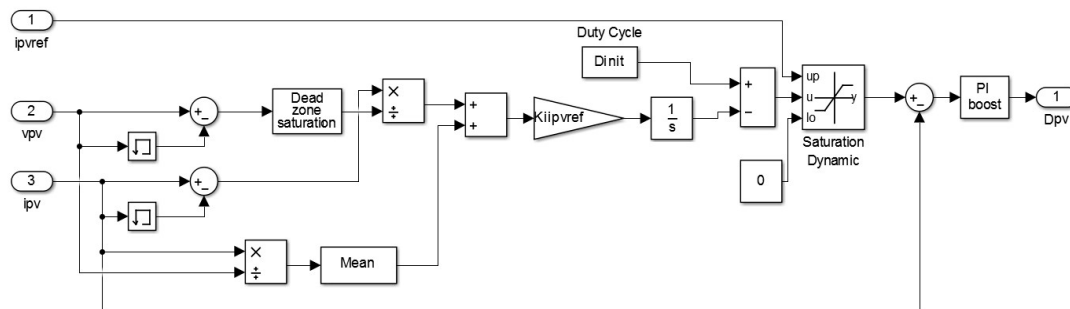 1
ipvref
Duty Cycle
Dinit
2
vpv
+
−
Dead
zone
saturation
×
÷
+
+
Kiipvref
1
s
+
−
up
u
y
lo
Saturation
Dynamic
+
−
PI
boost
1
Dpv
3
ipv
+
−
0
×
÷
Mean